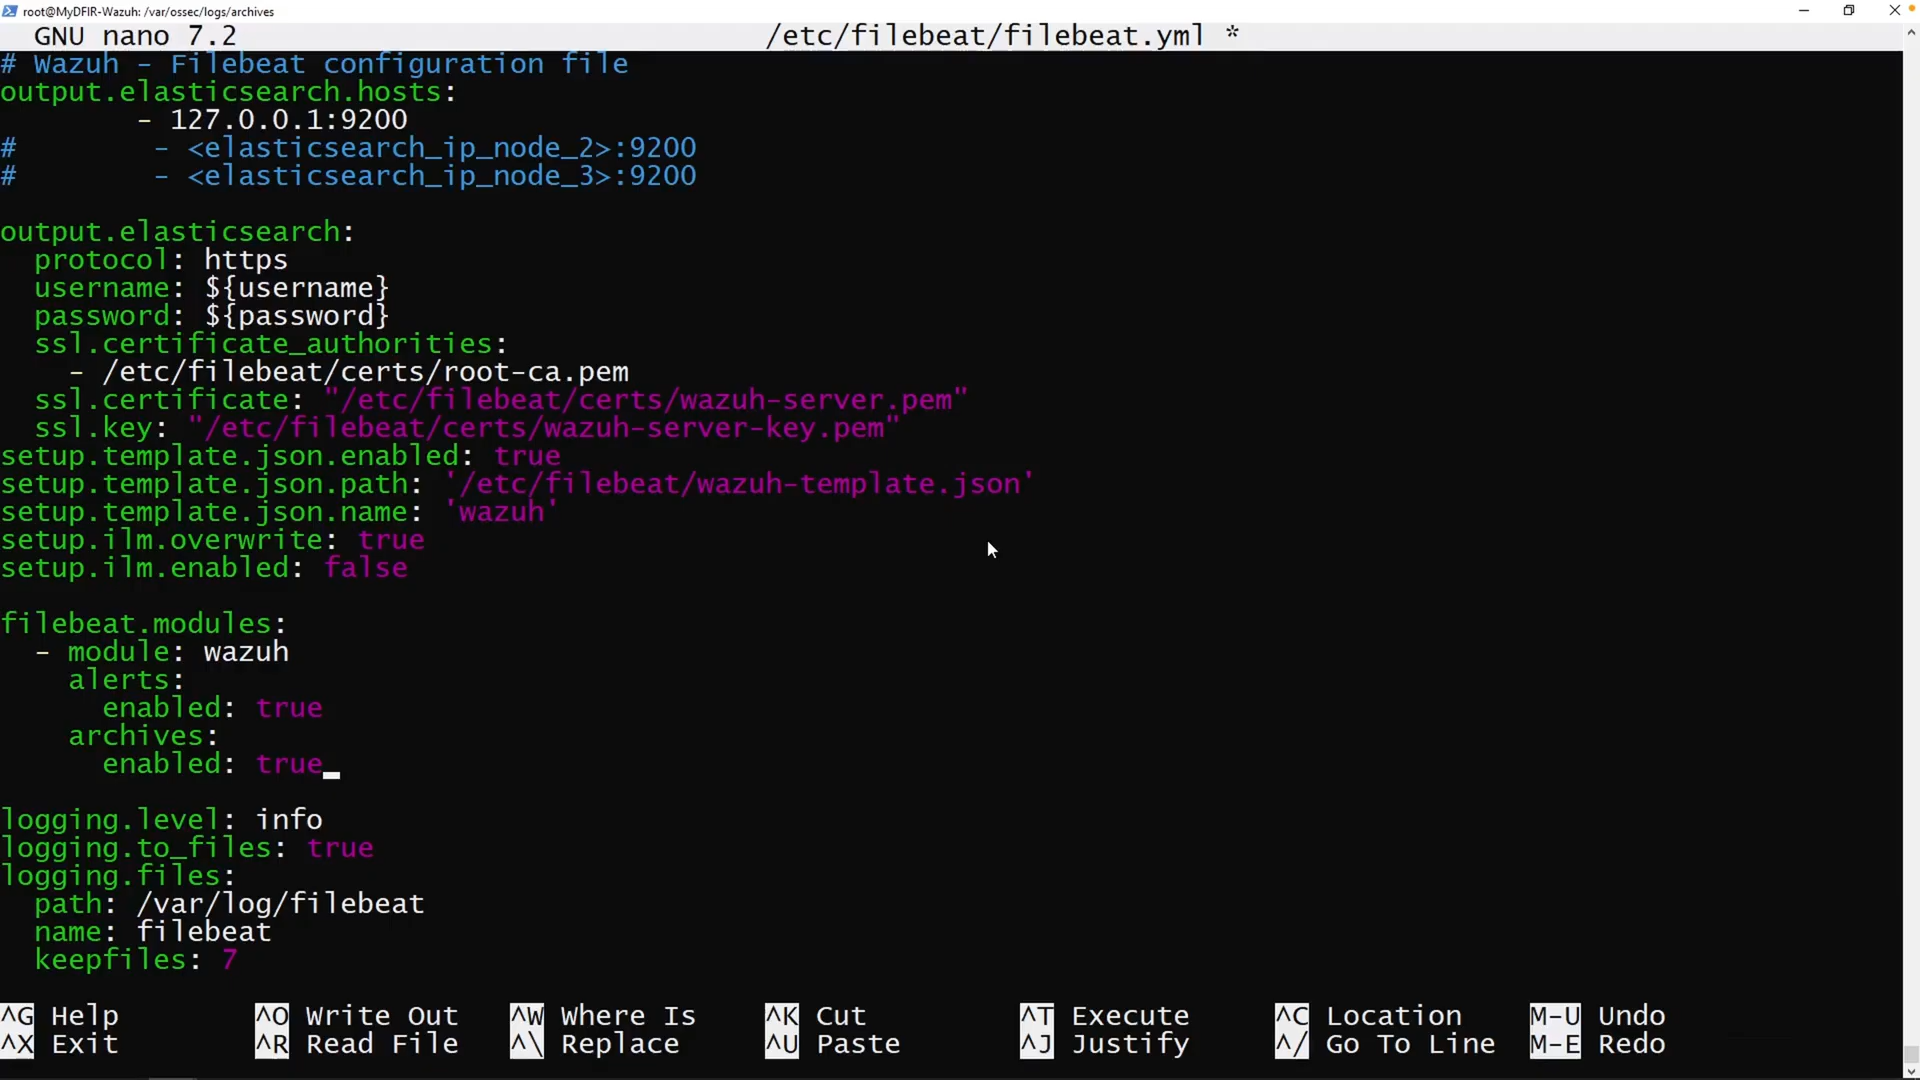 root@MyDFIR-Wazuh: /var/ossec/logs/archives
GNU nano 7.2 /etc/filebeat/filebeat.yml *
# Wazuh - Filebeat configuration file
output.elasticsearch.hosts:
        - 127.0.0.1:9200
#        - <elasticsearch_ip_node_2>:9200
#        - <elasticsearch_ip_node_3>:9200
output.elasticsearch:
  protocol: https
  username: ${username}
  password: ${password}
  ssl.certificate_authorities:
    - /etc/filebeat/certs/root-ca.pem
  ssl.certificate: "/etc/filebeat/certs/wazuh-server.pem"
  ssl.key: "/etc/filebeat/certs/wazuh-server-key.pem"
setup.template.json.enabled: true
setup.template.json.path: '/etc/filebeat/wazuh-template.json'
setup.template.json.name: 'wazuh'
setup.ilm.overwrite: true
setup.ilm.enabled: false
filebeat.modules:
  - module: wazuh
    alerts:
      enabled: true
    archives:
      enabled: true
logging.level: info
logging.to_files: true
logging.files:
  path: /var/log/filebeat
  name: filebeat
  keepfiles: 7
^G Help ^O Write Out ^W Where Is ^K Cut ^T Execute ^C Location M-U Undo
^X Exit ^R Read File ^\ Replace ^U Paste ^J Justify ^/ Go To Line M-E Redo